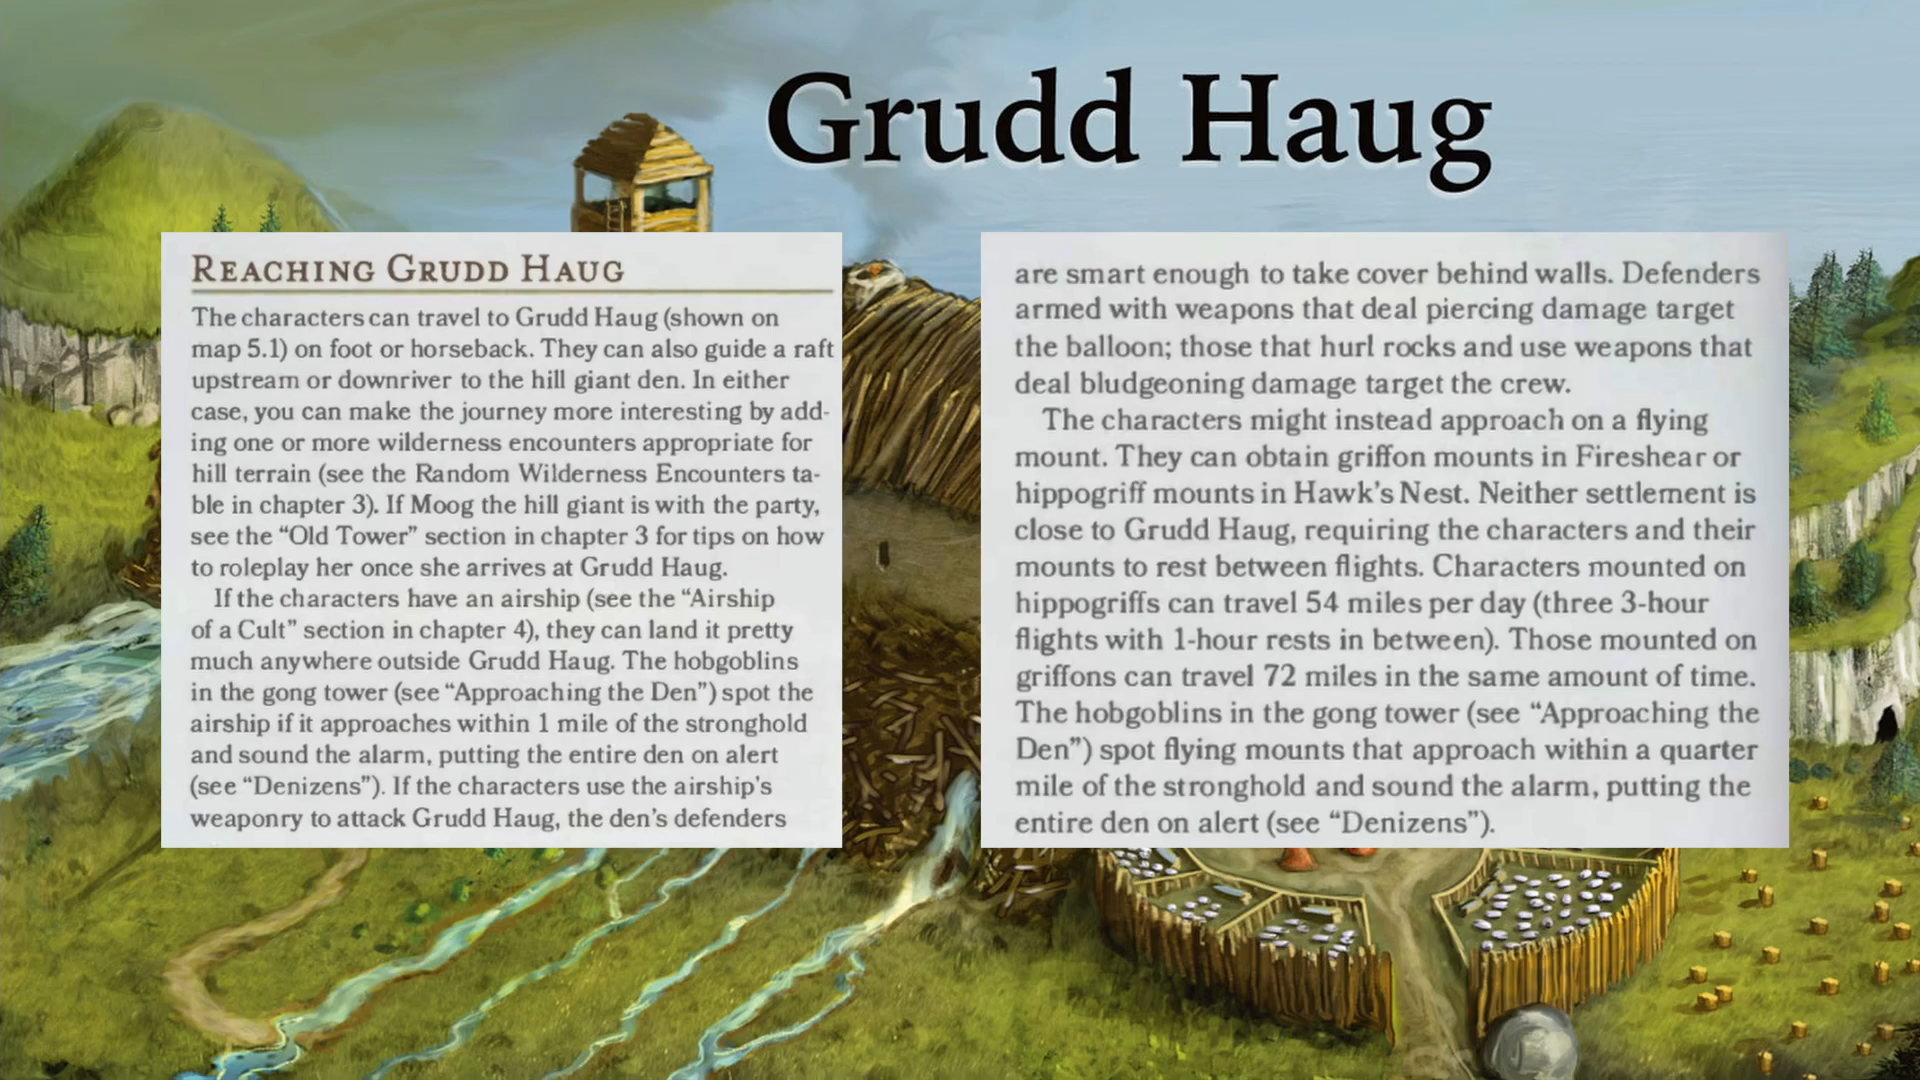 Grudd Haug
REACHING GRUDD HAUG
The characters can travel to Grudd Haug (shown on
map 5.1) on foot or horseback. They can also guide a raft
upstream or downriver to the hill giant den. In either
case, you can make the journey more interesting by add-
ing one or more wilderness encounters appropriate for
hill terrain (see the Random Wilderness Encounters ta-
ble in chapter 3). If Moog the hill giant is with the party,
see the “Old Tower” section in chapter 3 for tips on how
to roleplay her once she arrives at Grudd Haug.
If the characters have an airship (see the “Airship
of a Cult” section in chapter 4), they can land it pretty
much anywhere outside Grudd Haug. The hobgoblins
in the gong tower (see “Approaching the Den”) spot the
airship if it approaches within 1 mile of the stronghold
and sound the alarm, putting the entire den on alert
(see “Denizens”). If the characters use the airship’s
weaponry to attack Grudd Haug, the den’s defenders
are smart enough to take cover behind walls. Defenders
armed with weapons that deal piercing damage target
the balloon; those that hurl rocks and use weapons that
deal bludgeoning damage target the crew.
The characters might instead approach on a flying
mount. They can obtain griffon mounts in Fireshear or
hippogriff mounts in Hawk’s Nest. Neither settlement is
close to Grudd Haug, requiring the characters and their
mounts to rest between flights. Characters mounted on
hippogriffs can travel 54 miles per day (three 3-hour
flights with 1-hour rests in between). Those mounted on
griffons can travel 72 miles in the same amount of time.
The hobgoblins in the gong tower (see “Approaching the
Den”) spot flying mounts that approach within a quarter
mile of the stronghold and sound the alarm, putting the
entire den on alert (see “Denizens”).